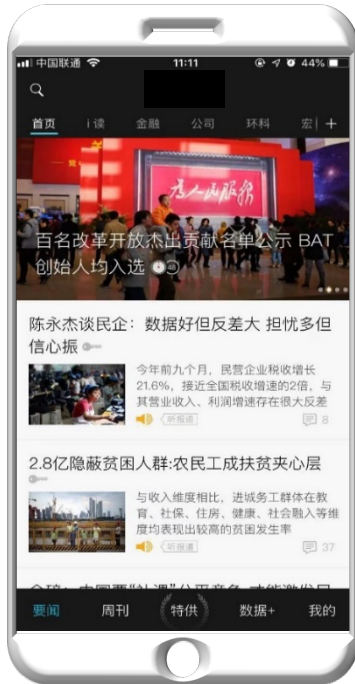 中国联通 11:11 44%
首页 i读 金融 公司 环科 宏 +
为人民服务
百名改革开放杰出贡献名单公示 BAT
创始人均入选
陈永杰谈民企：数据好但反差大 担忧多但
信心振
今年前九个月，民营企业税收增长
21.6%，接近全国税收增速的2倍，与
其营业收入、利润增速存在很大反差
听报道 8
2.8亿隐蔽贫困人群:农民工成扶贫夹心层
与收入维度相比，进城务工群体在教
育、社保、住房、健康、社会融入等维
度均表现出较高的贫困发生率
听报道 37
要闻 周刊 特供 数据+ 我的